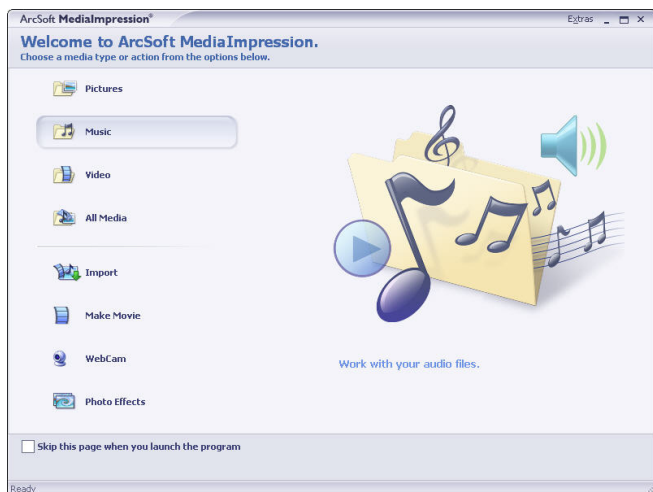 ArcSoft MediaImpression®
Extras
Welcome to ArcSoft MediaImpression.
Choose a media type or action from the options below.
Pictures
Music
Video
All Media
Import
Make Movie
WebCam
Photo Effects
Work with your audio files.
Skip this page when you launch the program
Ready